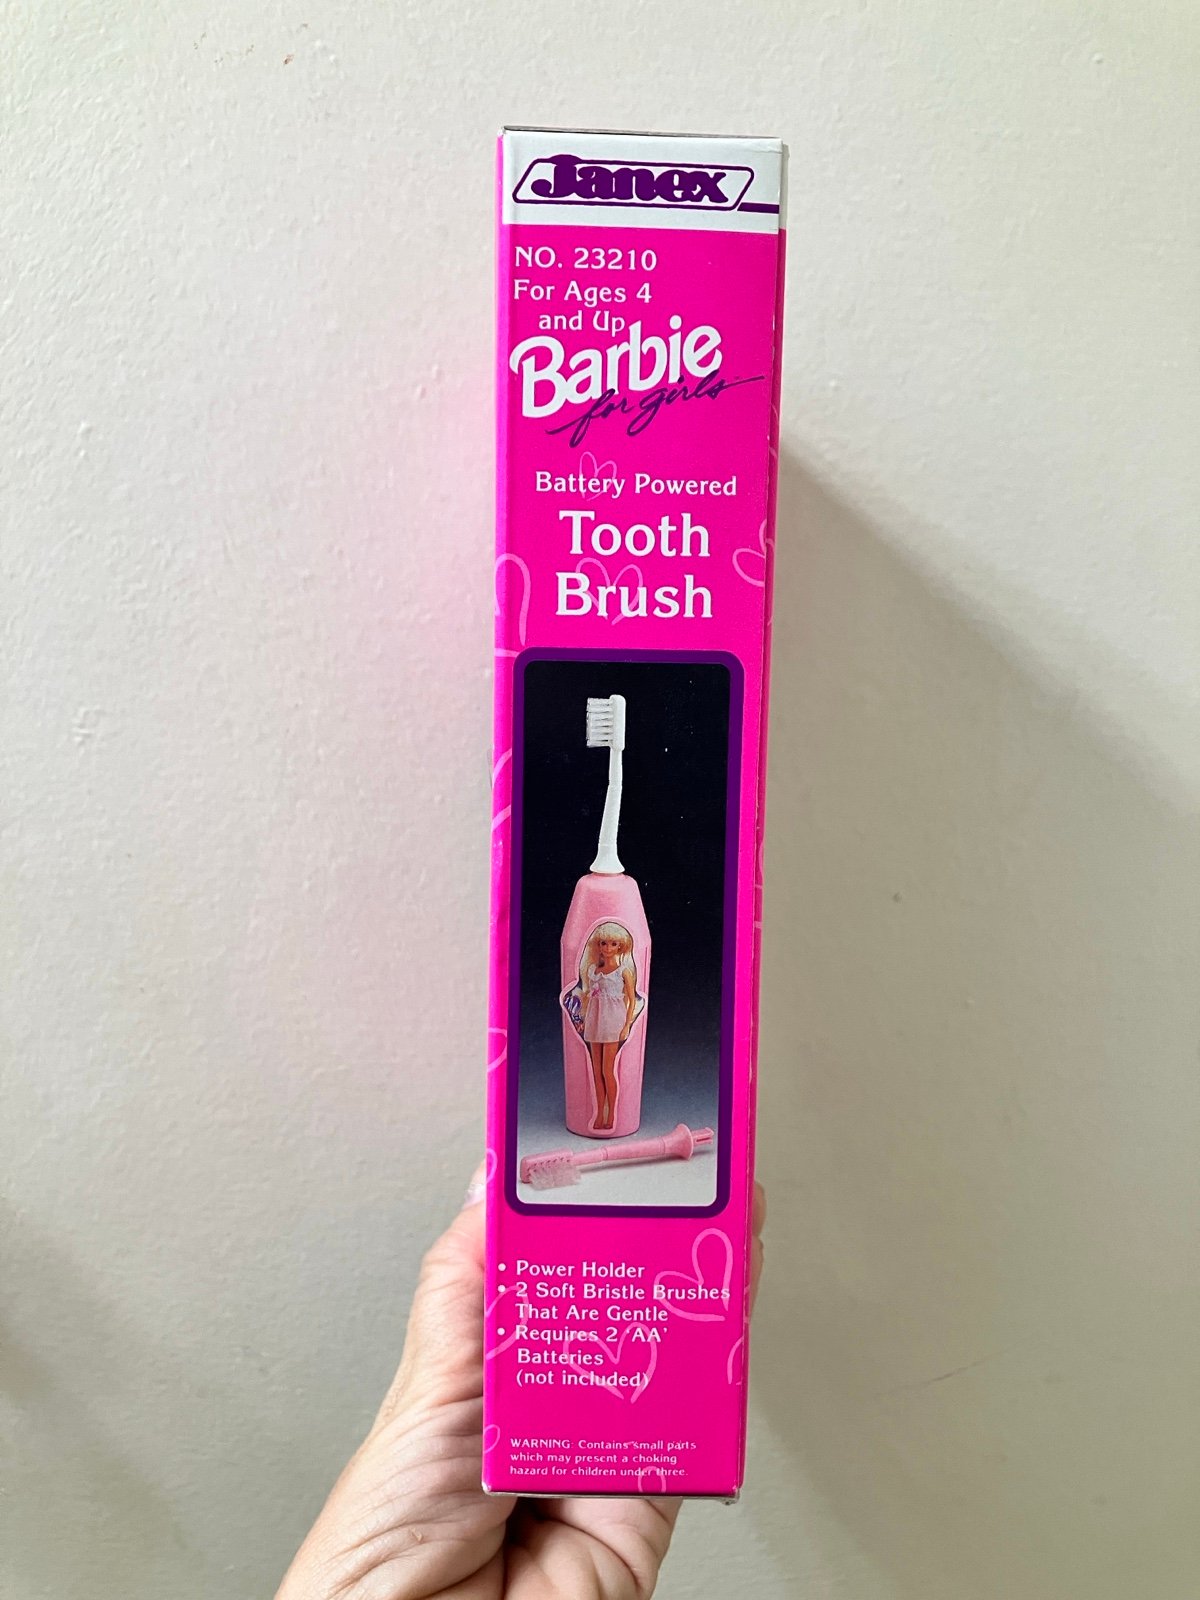 Janex
NO. 23210
For Ages 4
and Up
Barbie
for girls
Battery Powered
Tooth
Brush
• Power Holder
• 2 Soft Bristle Brushes
That Are Gentle
• Requires 2 'AA'
Batteries
(not included)
WARNING: Contains small parts
which may present a choking
hazard for children under three.